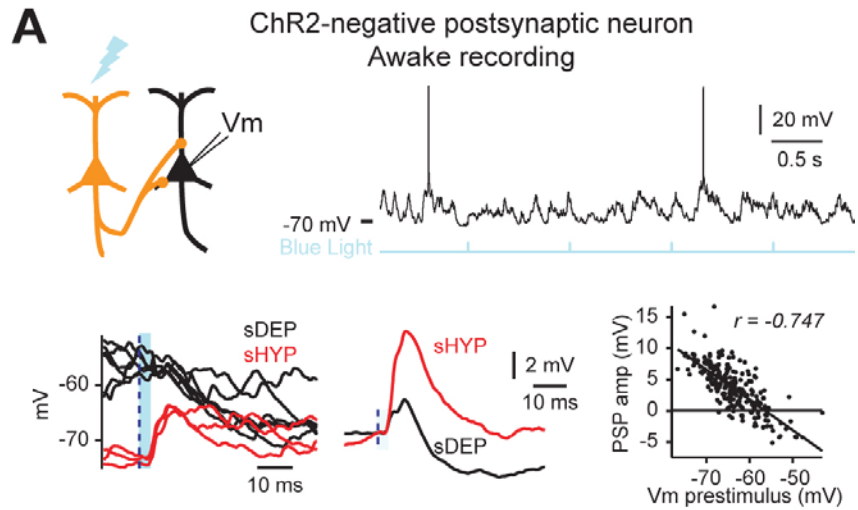 A
ChR2-negative postsynaptic neuron
Awake recording
Vm
20 mV
0.5 s
-70 mV
Blue Light
sDEP
sHYP
mV
-60
-70
10 ms
sHYP
sDEP
2 mV
10 ms
r = -0.747
PSP amp (mV)
15
10
5
0
-5
-70 -60 -50
Vm prestimulus (mV)